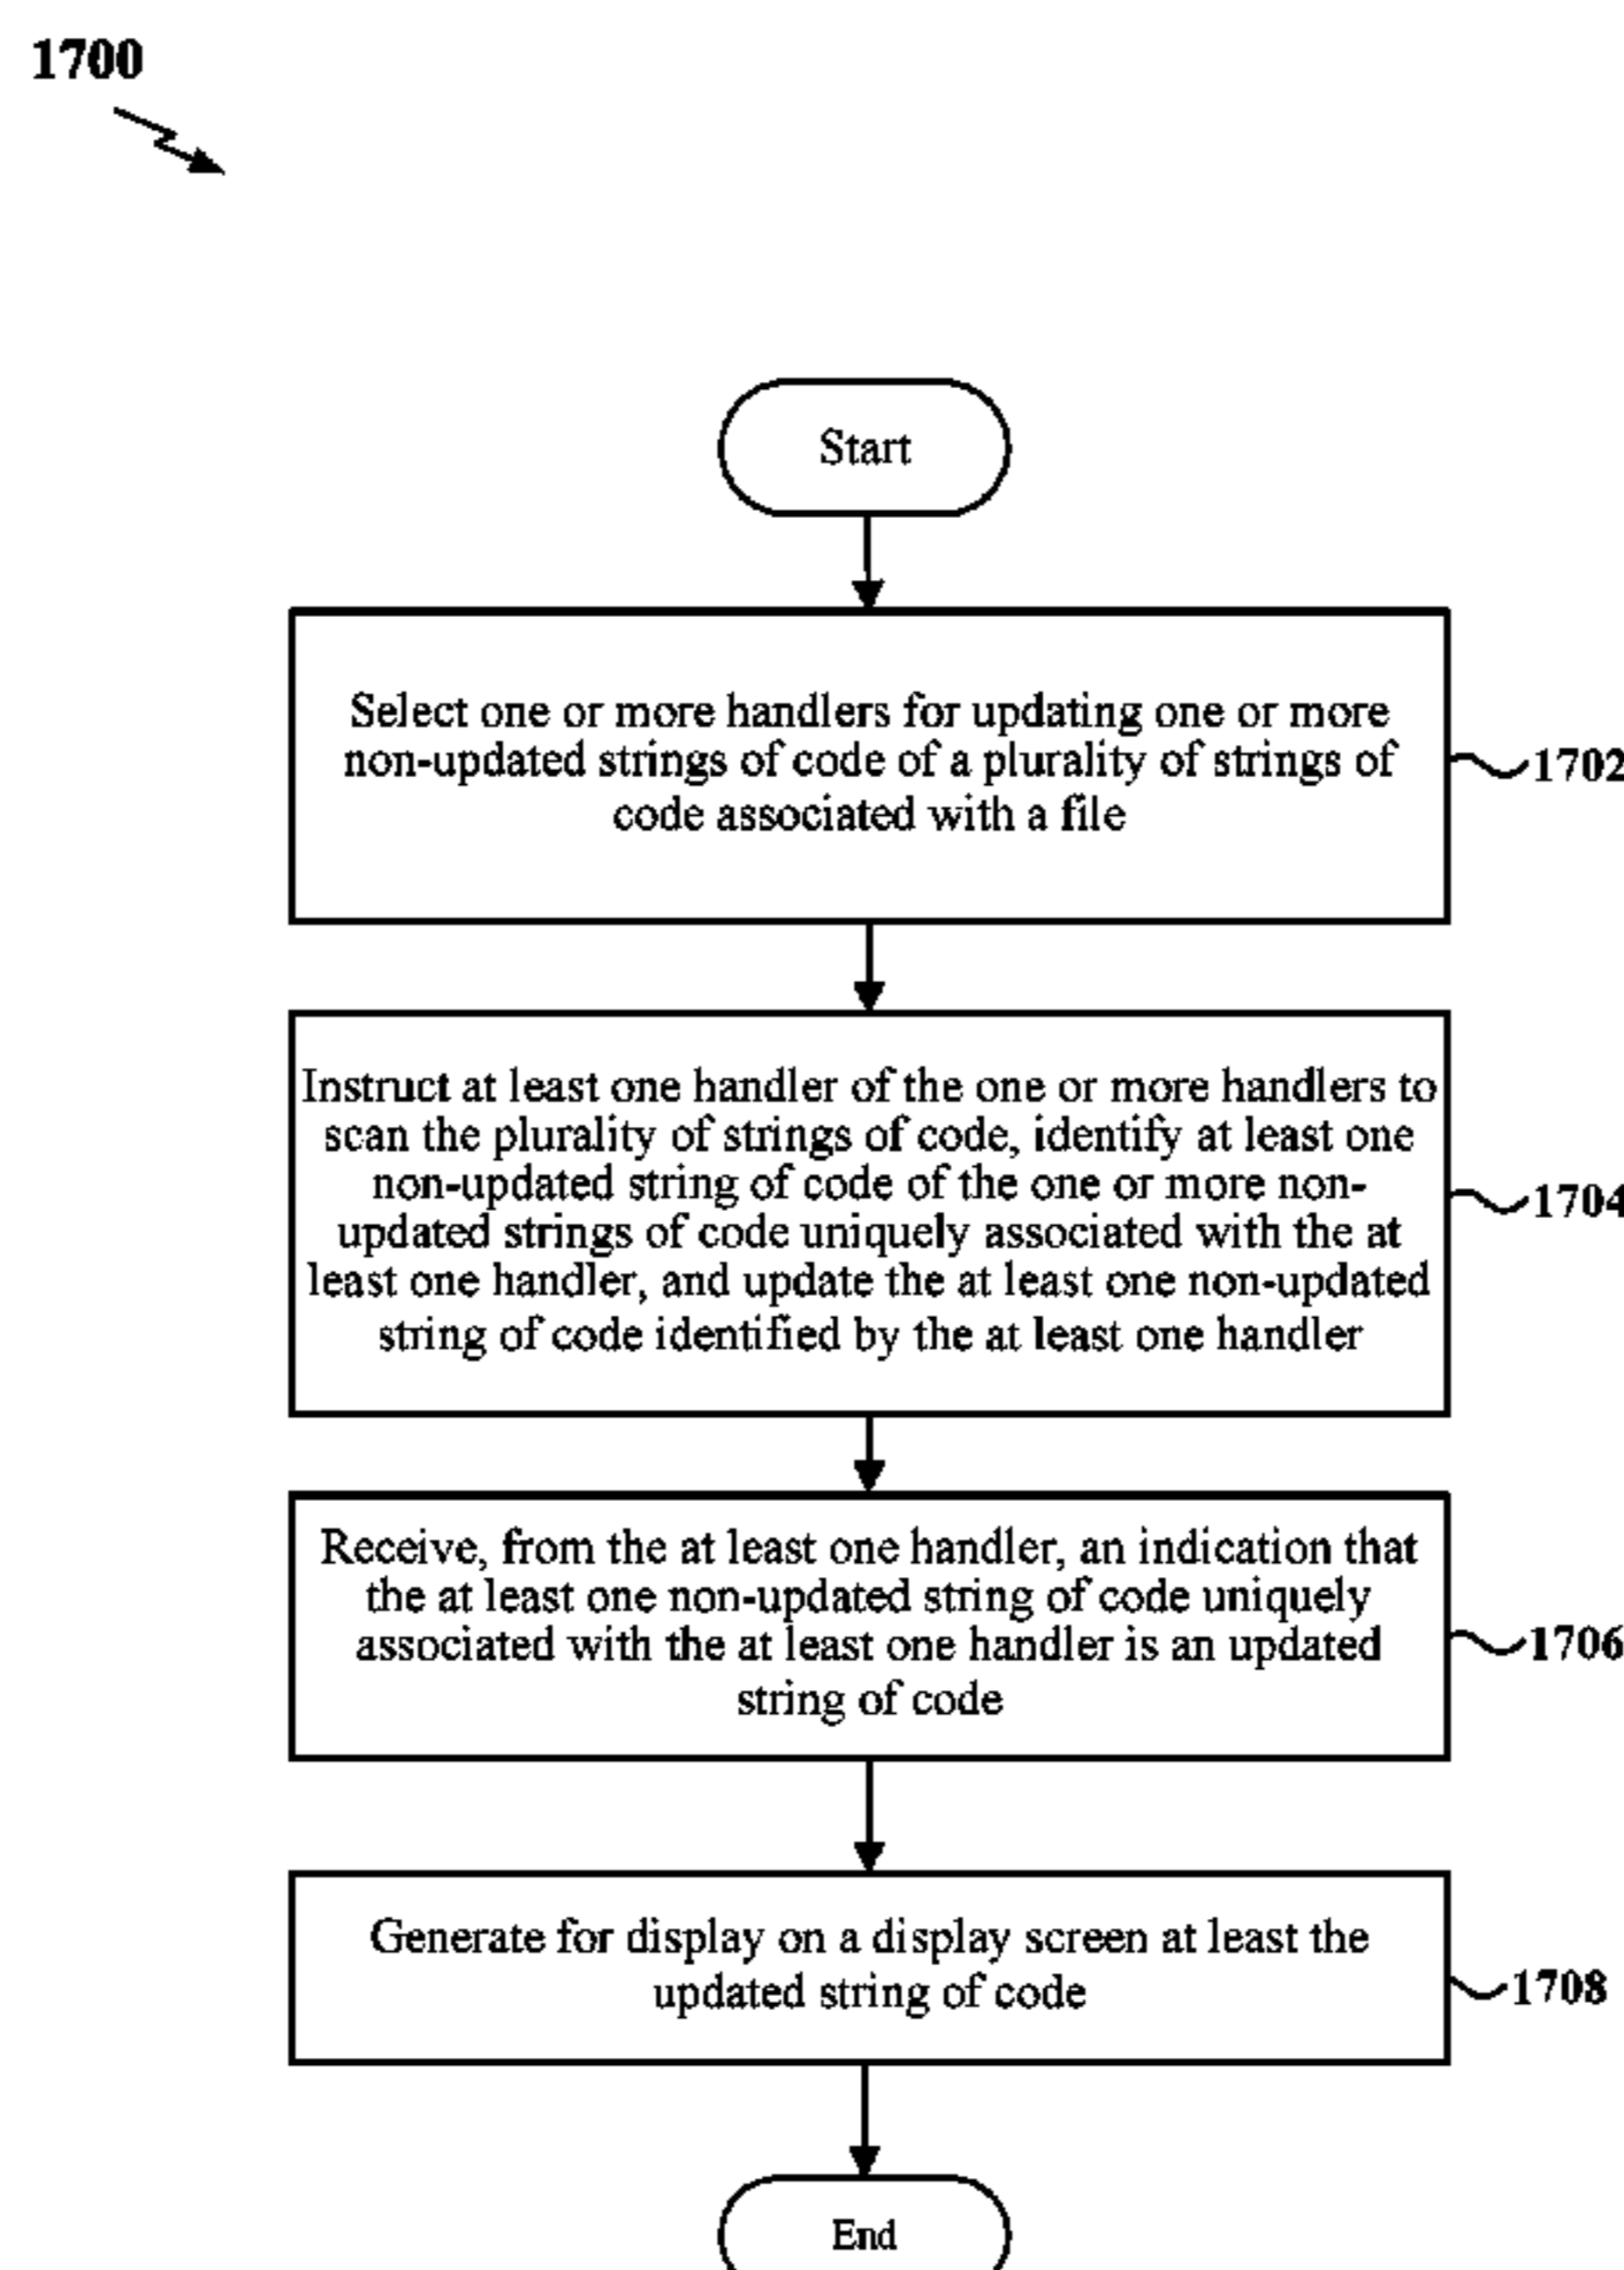 1700
Start
Select one or more handlers for updating one or more
non-updated strings of code of a plurality of strings of
code associated with a file
1702
Instruct at least one handler of the one or more handlers to
scan the plurality of strings of code, identify at least one
non-updated string of code of the one or more non-
updated strings of code uniquely associated with the at
least one handler, and update the at least one non-updated
string of code identified by the at least one handler
1704
Receive, from the at least one handler, an indication that
the at least one non-updated string of code uniquely
associated with the at least one handler is an updated
string of code
1706
Generate for display on a display screen at least the
updated string of code
1708
End